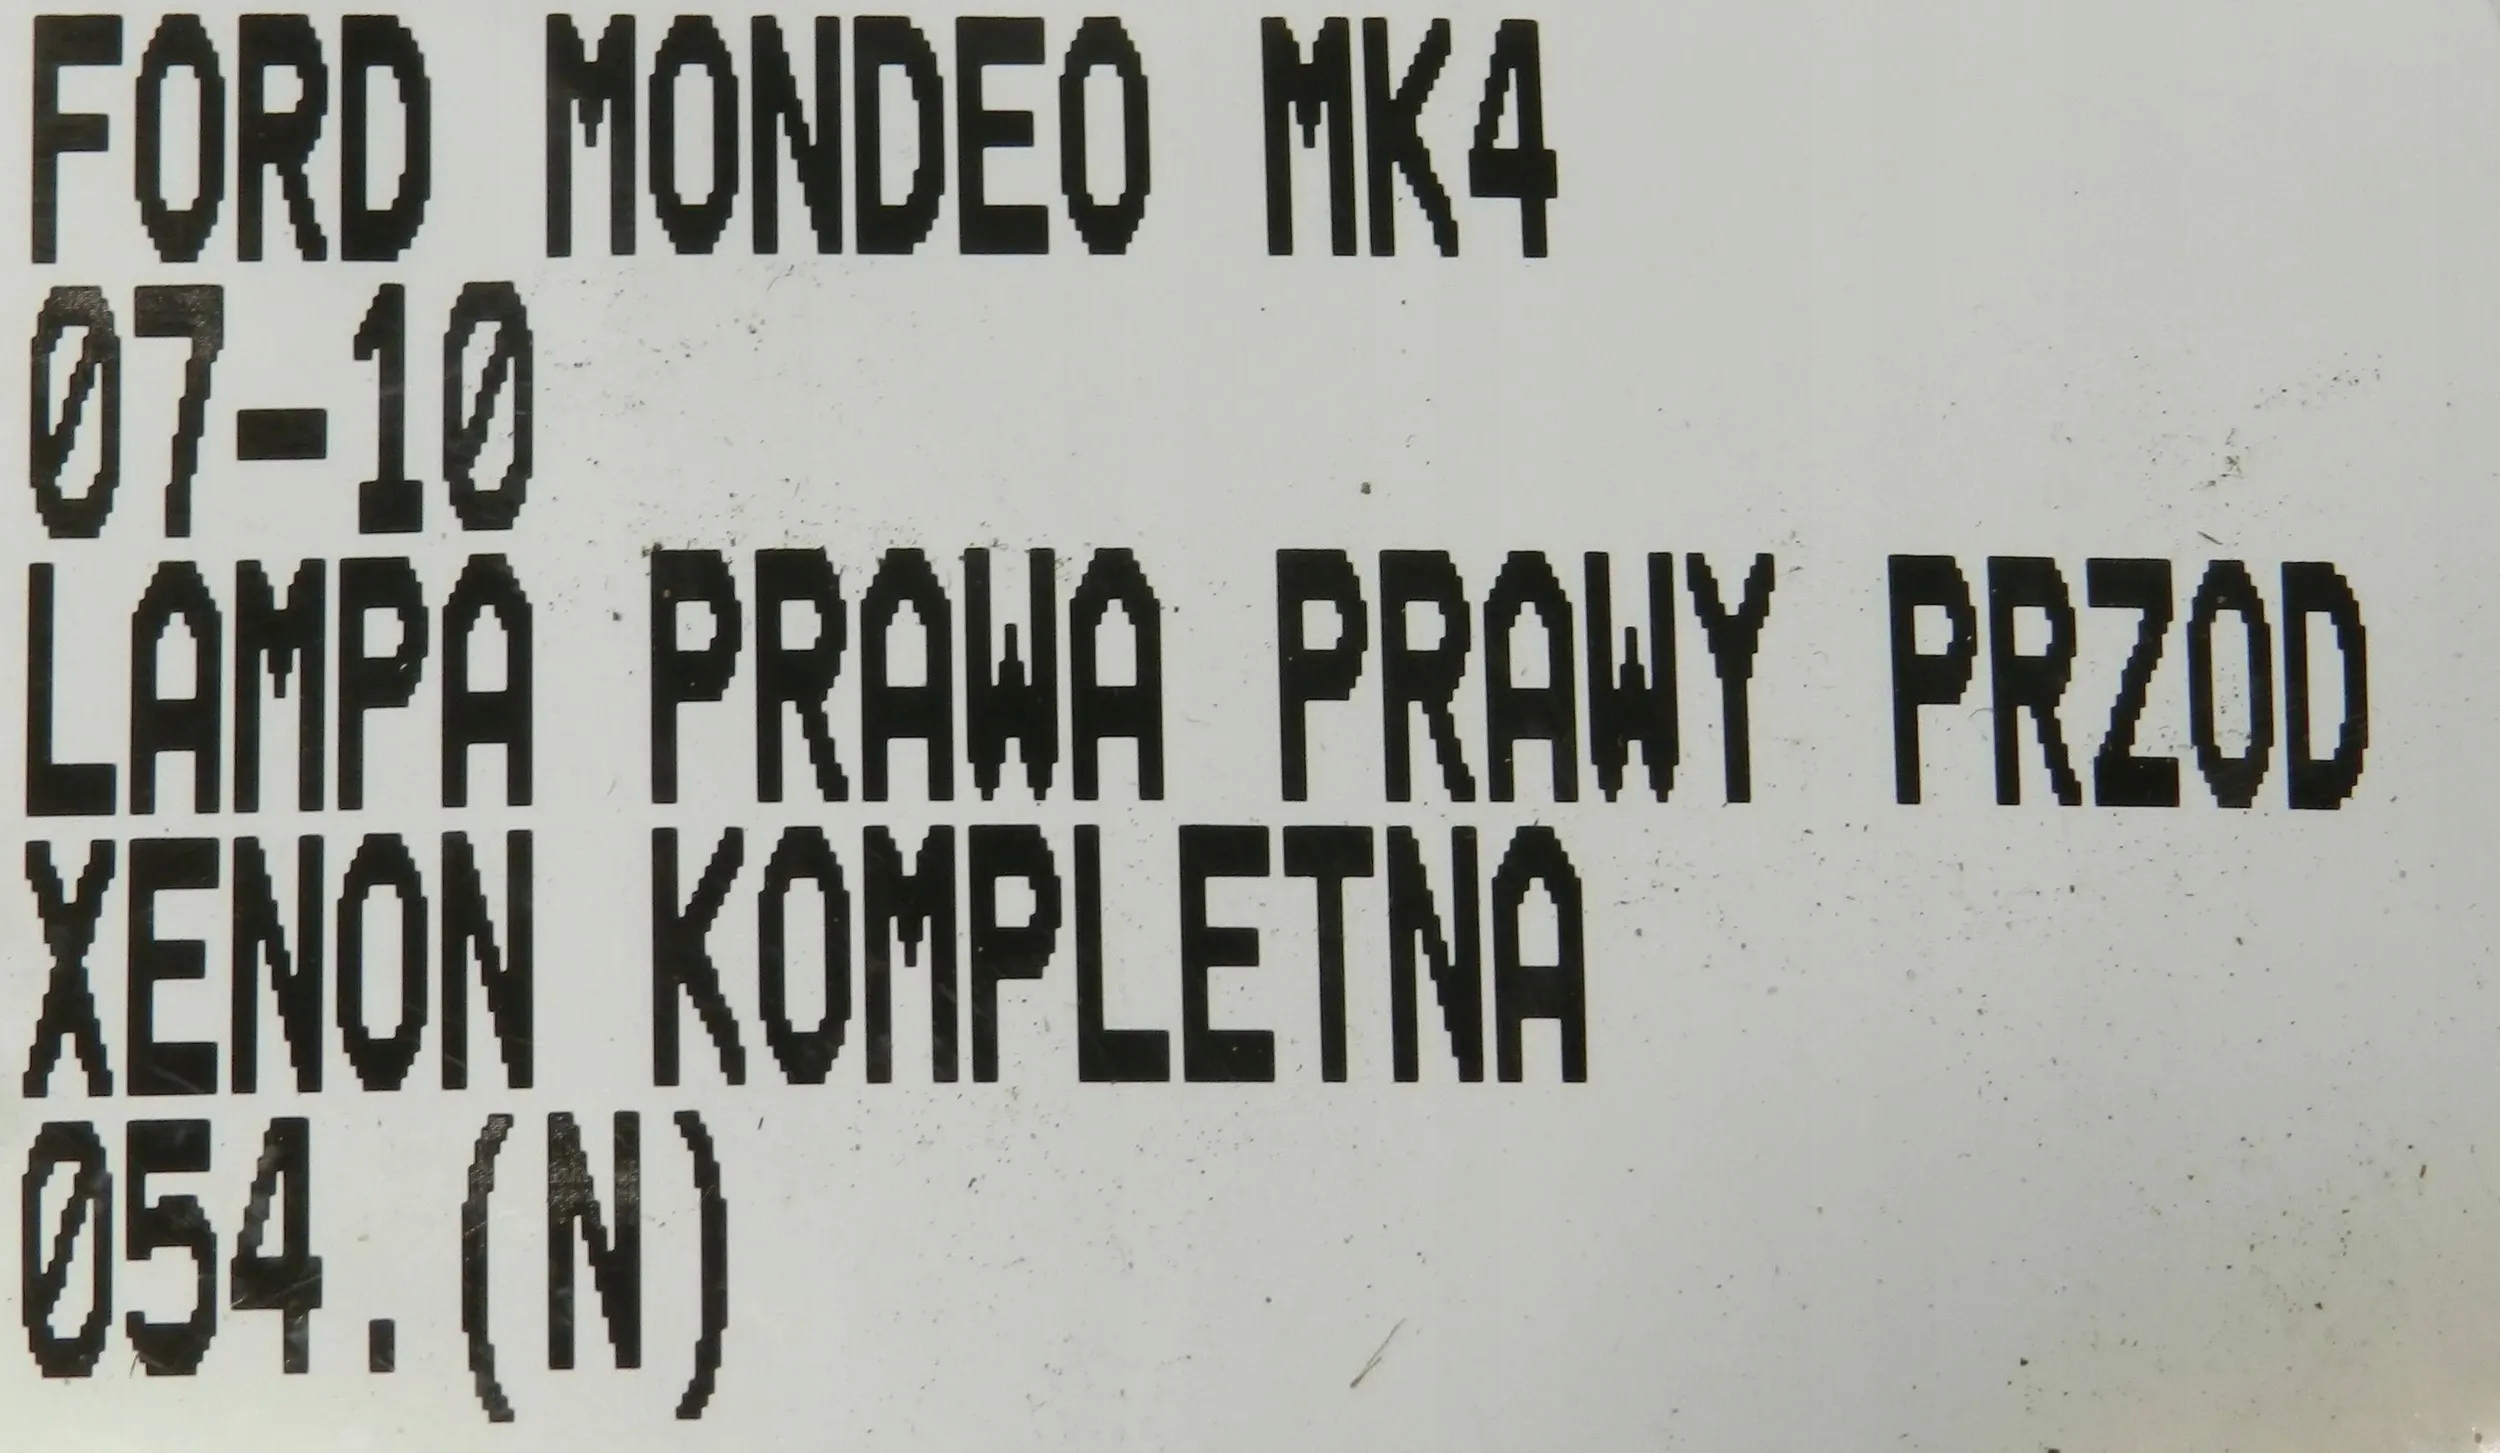 FORD MONDEO MK4
07-10
LAMPA PRAWA PRAWY PRZOD
XENON KOMPLETNA
054.(N)